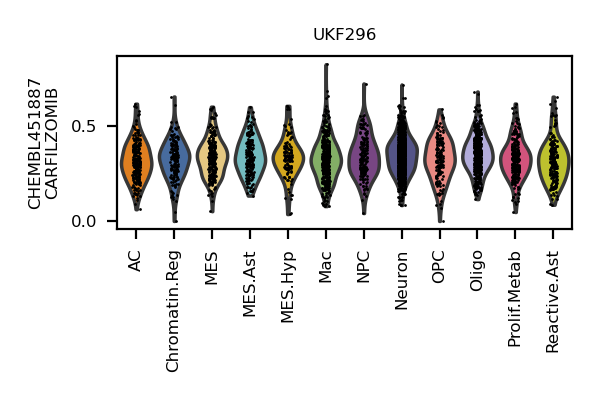 UKF296
CHEMBL451887
CARFILZOMIB
0.5
0.0
AC
Chromatin.Reg
MES
MES.Ast
MES.Hyp
Mac
NPC
Neuron
OPC
Oligo
Prolif.Metab
Reactive.Ast